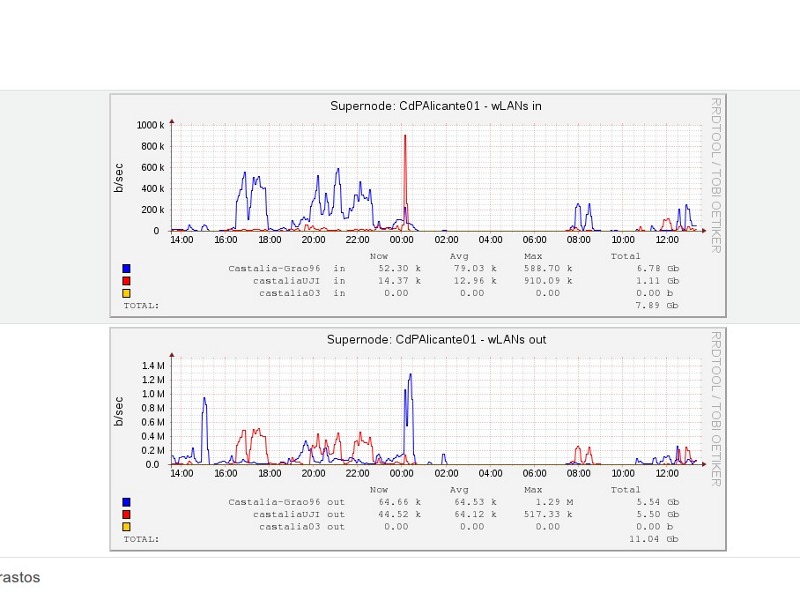 Supernode: CdPAlicante01 - wLANs in
RRDTOOL / TOBI OETIKER
b/sec
1000 k
800 k
600 k
400 k
200 k
0
14:00 16:00 18:00 20:00 22:00 00:00 02:00 04:00 06:00 08:00 10:00 12:00
Now Avg Max Total
Castalia-Grao96 in 52.30 k 79.03 k 588.70 k 6.78 Gb
castaliaUJI in 14.37 k 12.96 k 910.09 k 1.11 Gb
castalia03 in 0.00 0.00 0.00 0.00 b
TOTAL: 7.89 Gb
Supernode: CdPAlicante01 - wLANs out
RRDTOOL / TOBI OETIKER
b/sec
1.4 M
1.2 M
1.0 M
0.8 M
0.6 M
0.4 M
0.2 M
0.0
14:00 16:00 18:00 20:00 22:00 00:00 02:00 04:00 06:00 08:00 10:00 12:00
Now Avg Max Total
Castalia-Grao96 out 64.66 k 64.53 k 1.29 M 5.54 Gb
castaliaUJI out 44.52 k 64.12 k 517.33 k 5.50 Gb
castalia03 out 0.00 0.00 0.00 0.00 b
TOTAL: 11.04 Gb
rastos